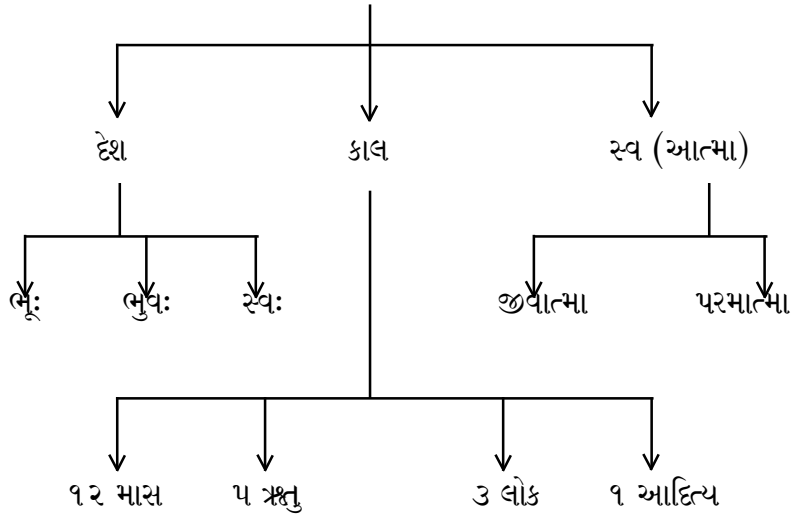 દેશ કાલ સ્વ (આત્મા)
ભૂઃ ભુવઃ સ્વઃ જીવાત્મા પરમાત્મા
૧૨ માસ ૫ ઋતુ ૩ લોક ૧ આદિત્ય